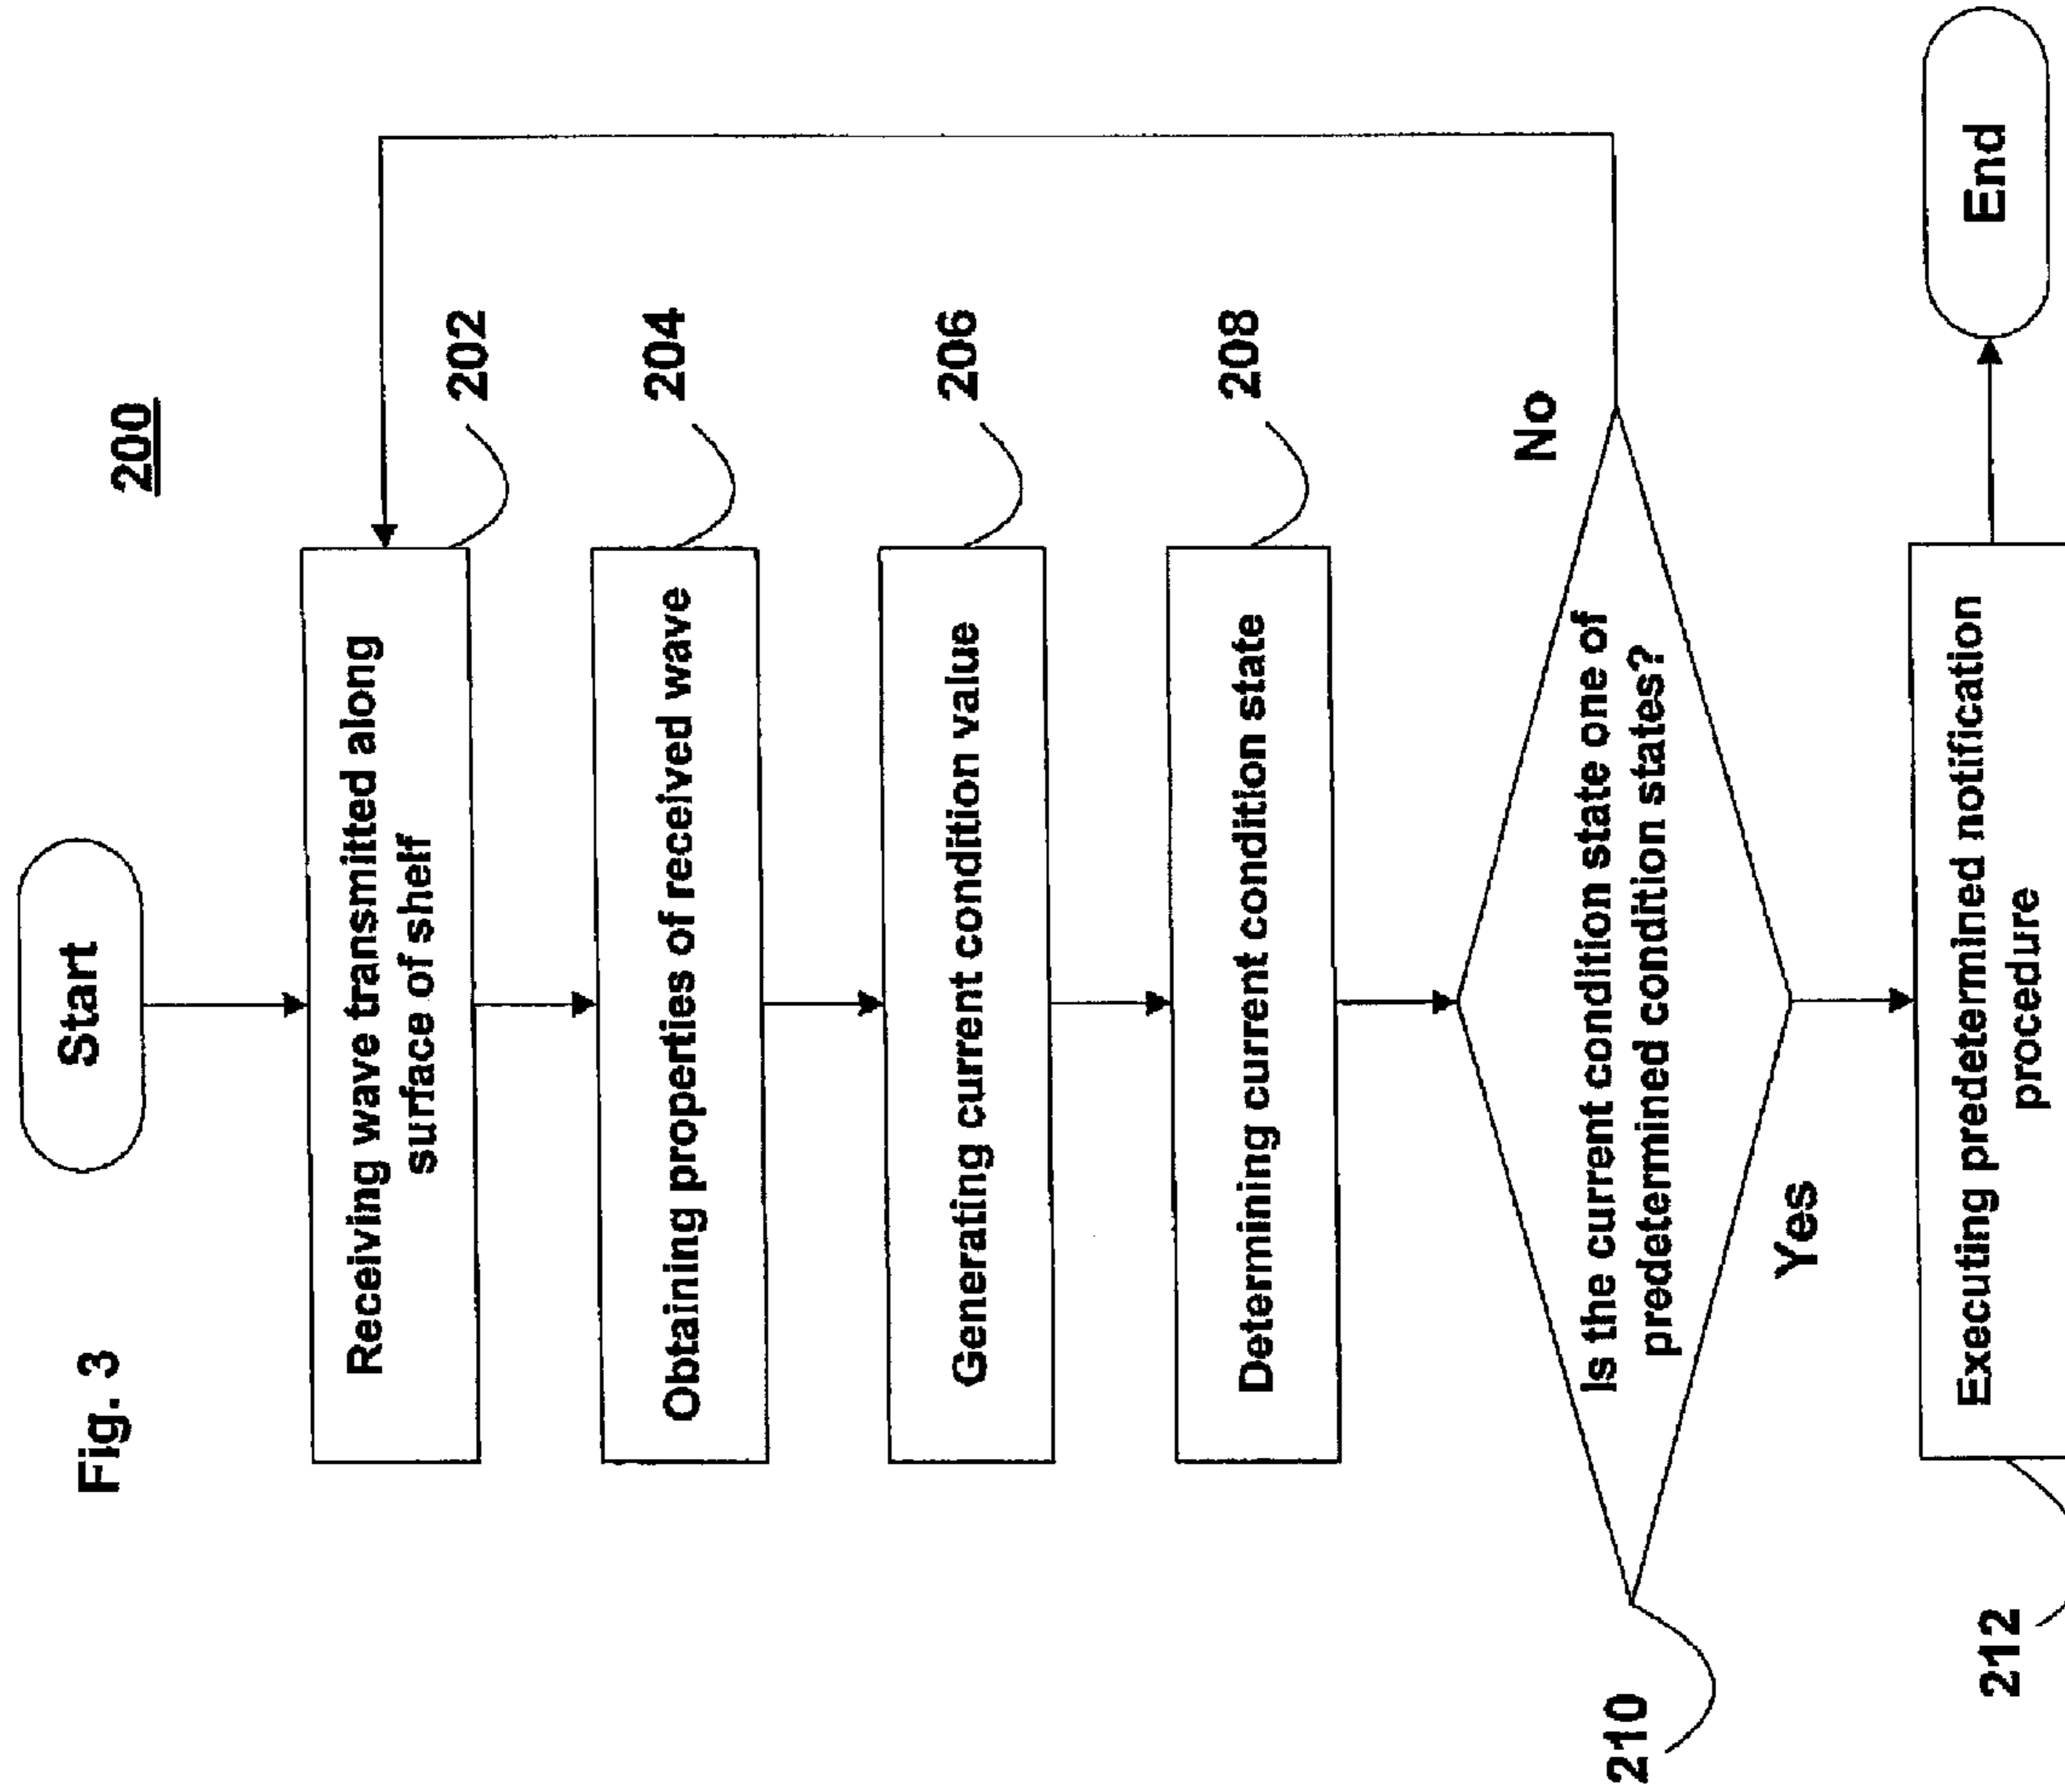 Fig. 3
200
Start
Receiving wave transmitted along
surface of shelf
202
Obtaining properties of received wave
204
Generating current condition value
206
Determining current condition state
208
Is the current condition state one of
predetermined condition states?
No
210
Yes
Executing predetermined notification
procedure
212
End